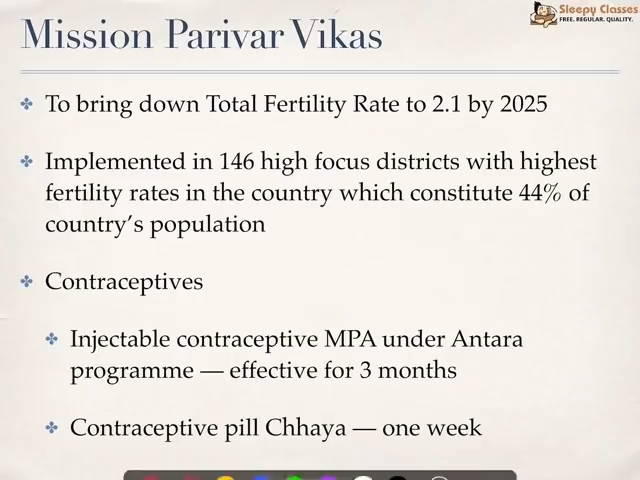 Mission Parivar Vikas
Sleepy Classes
FREE. REGULAR. QUALITY.
To bring down Total Fertility Rate to 2.1 by 2025
Implemented in 146 high focus districts with highest
fertility rates in the country which constitute 44% of
country's population
Contraceptives
Injectable contraceptive MPA under Antara
programme — effective for 3 months
Contraceptive pill Chhaya — one week